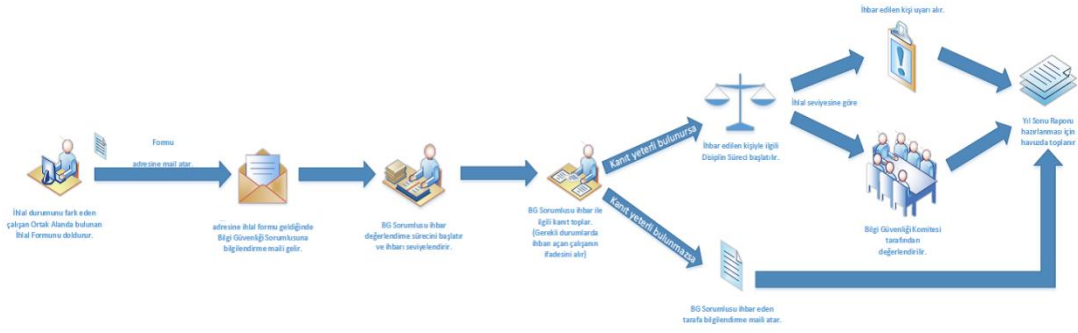 İhlal durumunu fark eden
çalışan Ortak Alanda bulunan
İhlal Formunu doldurur.
Formu
adresine mail atar.
adresine ihlal formu geldiğinde
Bilgi Güvenliği Sorumlusuna
bilgilendirme maili gelir.
BG Sorumlusu ihbar
değerlendime sürecini başlatır
ve ihbarı seviyelendirir.
BG Sorumlusu ihbar ile
ilgili kanıt toplar.
(Gerekli durumlarda
ihbarı açan çalışanın
ifadesini alır)
Kanıt yeterli bulunursa
Kanıt yeterli bulunmazsa
İhbar edilen kişiyle ilgili
Disiplin Süreci başlatılır.
İhlal seviyesine göre
İhbar edilen kişi uyarı alır.
Bilgi Güvenliği Komitesi
tarafından
değerlendirilir.
BG Sorumlusu ihbar eden
tarafa bilgilendirme maili atar.
Yıl Sonu Raporu
hazırlanması için
havuzda toplanır